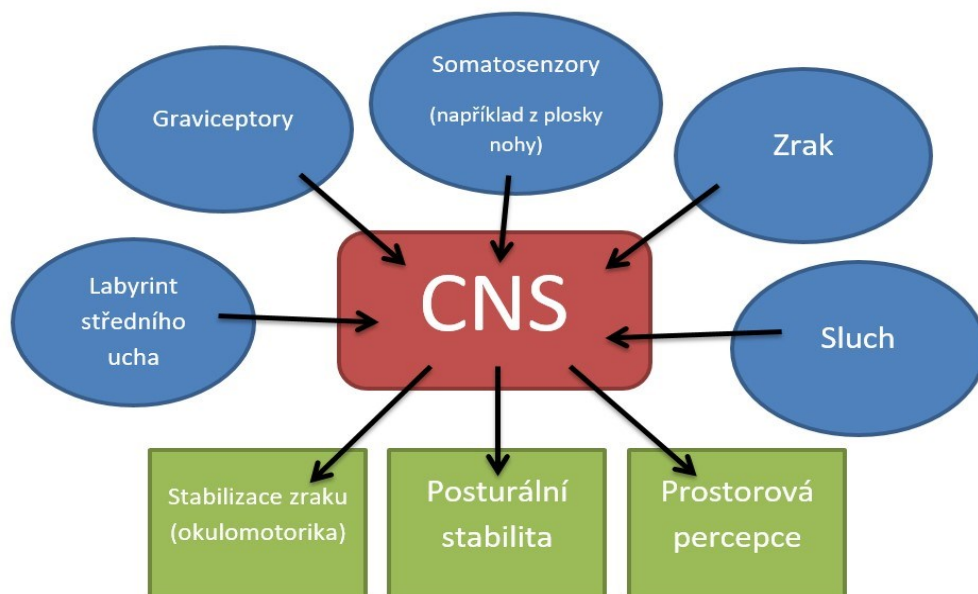 Somatosenzory
(například z plosky
nohy)
Graviceptory
Zrak
Labyrint
středního
ucha
CNS
Sluch
Stabilizace zraku
(okulomotorika)
Posturální
stabilita
Prostorová
percepce